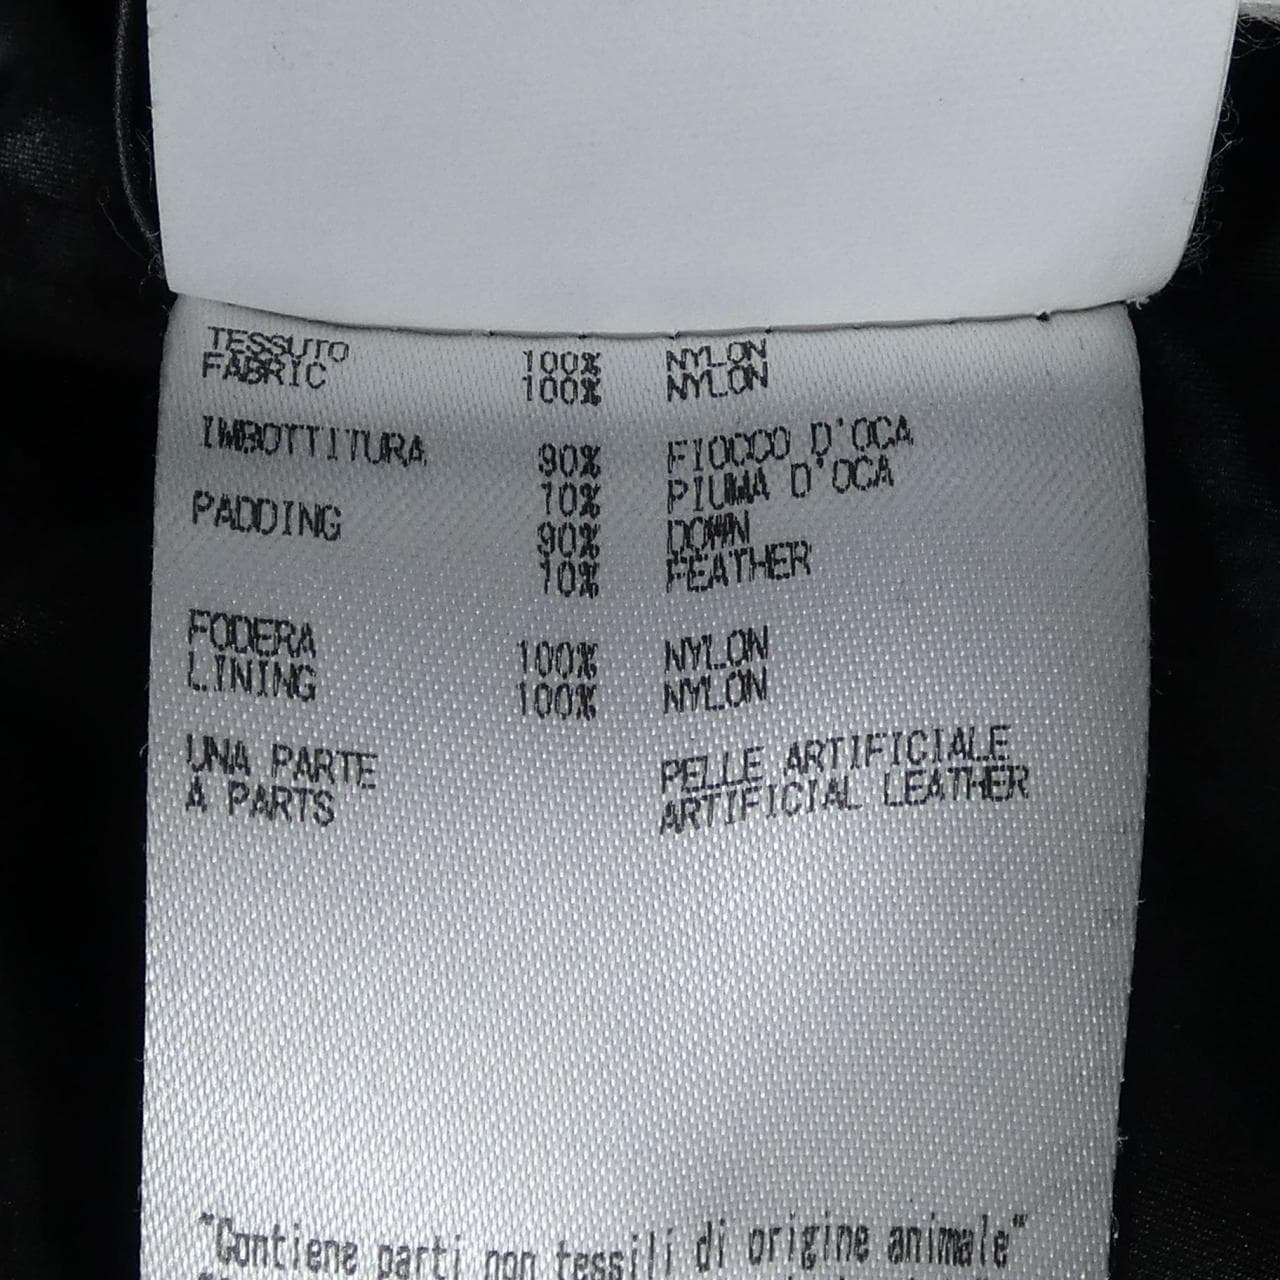 TESSUTO 100% NYLON
FABRIC 100% NYLON
IMBOTTITURA 90% FIOCCO D'OCA
10% PIUMA D'OCA
PADDING 90% DOWN
10% FEATHER
FODERA 100% NYLON
LINING 100% NYLON
UNA PARTE PELLE ARTIFICIALE
A PARTS ARTIFICIAL LEATHER
"Contiene parti non tessili di origine animale"